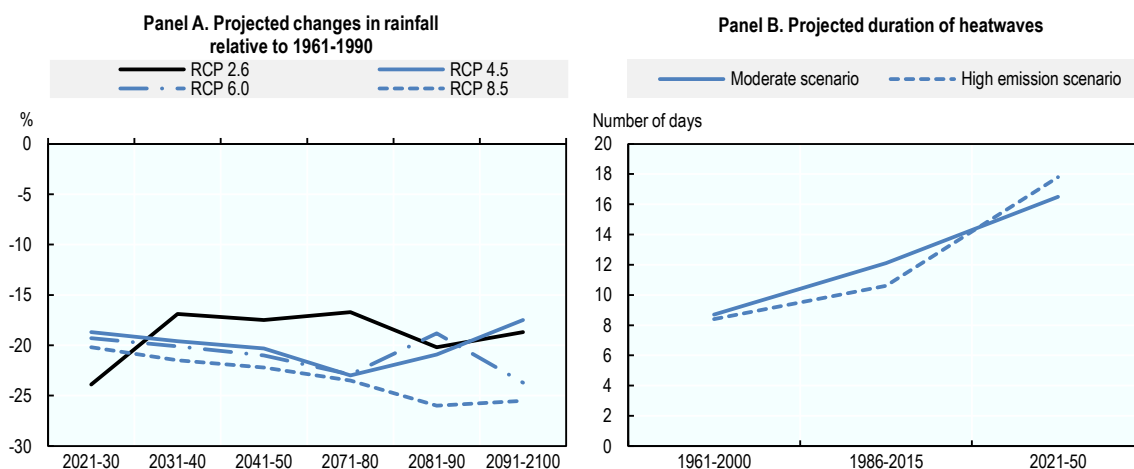 Panel A. Projected changes in rainfall
relative to 1961-1990
RCP 2.6
RCP 4.5
RCP 6.0
RCP 8.5
%
0
-5
-10
-15
-20
-25
-30
2021-30
2031-40
2041-50
2071-80
2081-90
2091-2100
Panel B. Projected duration of heatwaves
Moderate scenario
High emission scenario
Number of days
20
18
16
14
12
10
8
6
4
2
0
1961-2000
1986-2015
2021-50